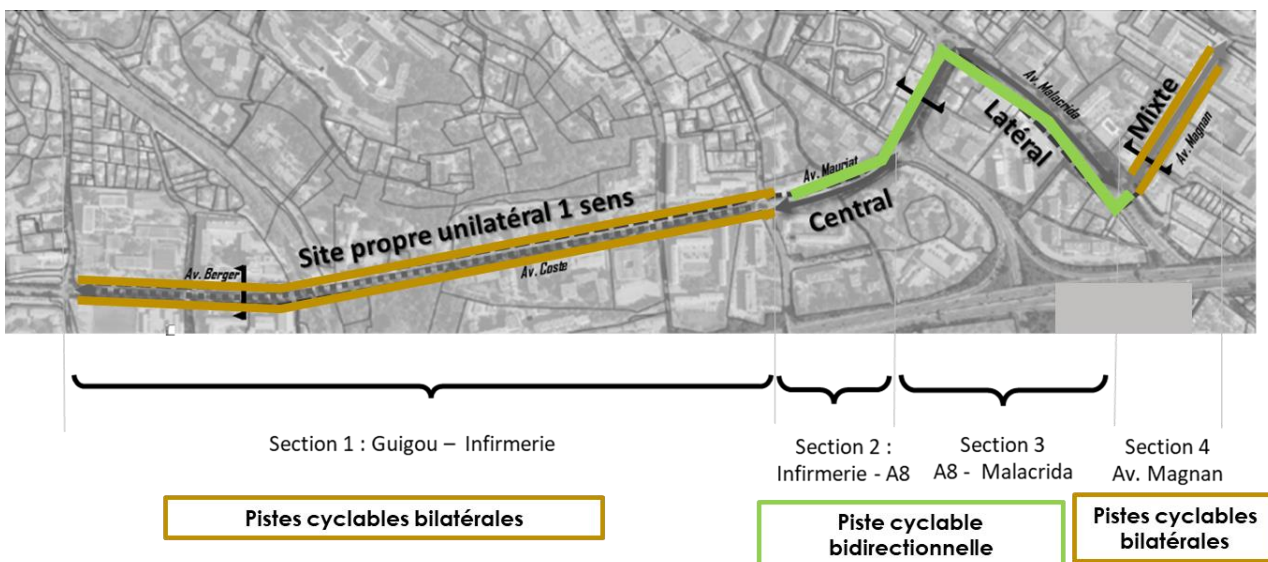 Av. Berger
Site propre unilatéral 1 sens
Av. Coste
Av. Mauriat
Central
Av. Malacrida
Latéral
Mixte
Av. Magnan
Section 1 : Guigou – Infirmerie
Section 2 :
Infirmerie - A8
Section 3
A8 - Malacrida
Section 4
Av. Magnan
Pistes cyclables bilatérales
Piste cyclable
bidirectionnelle
Pistes cyclables
bilatérales